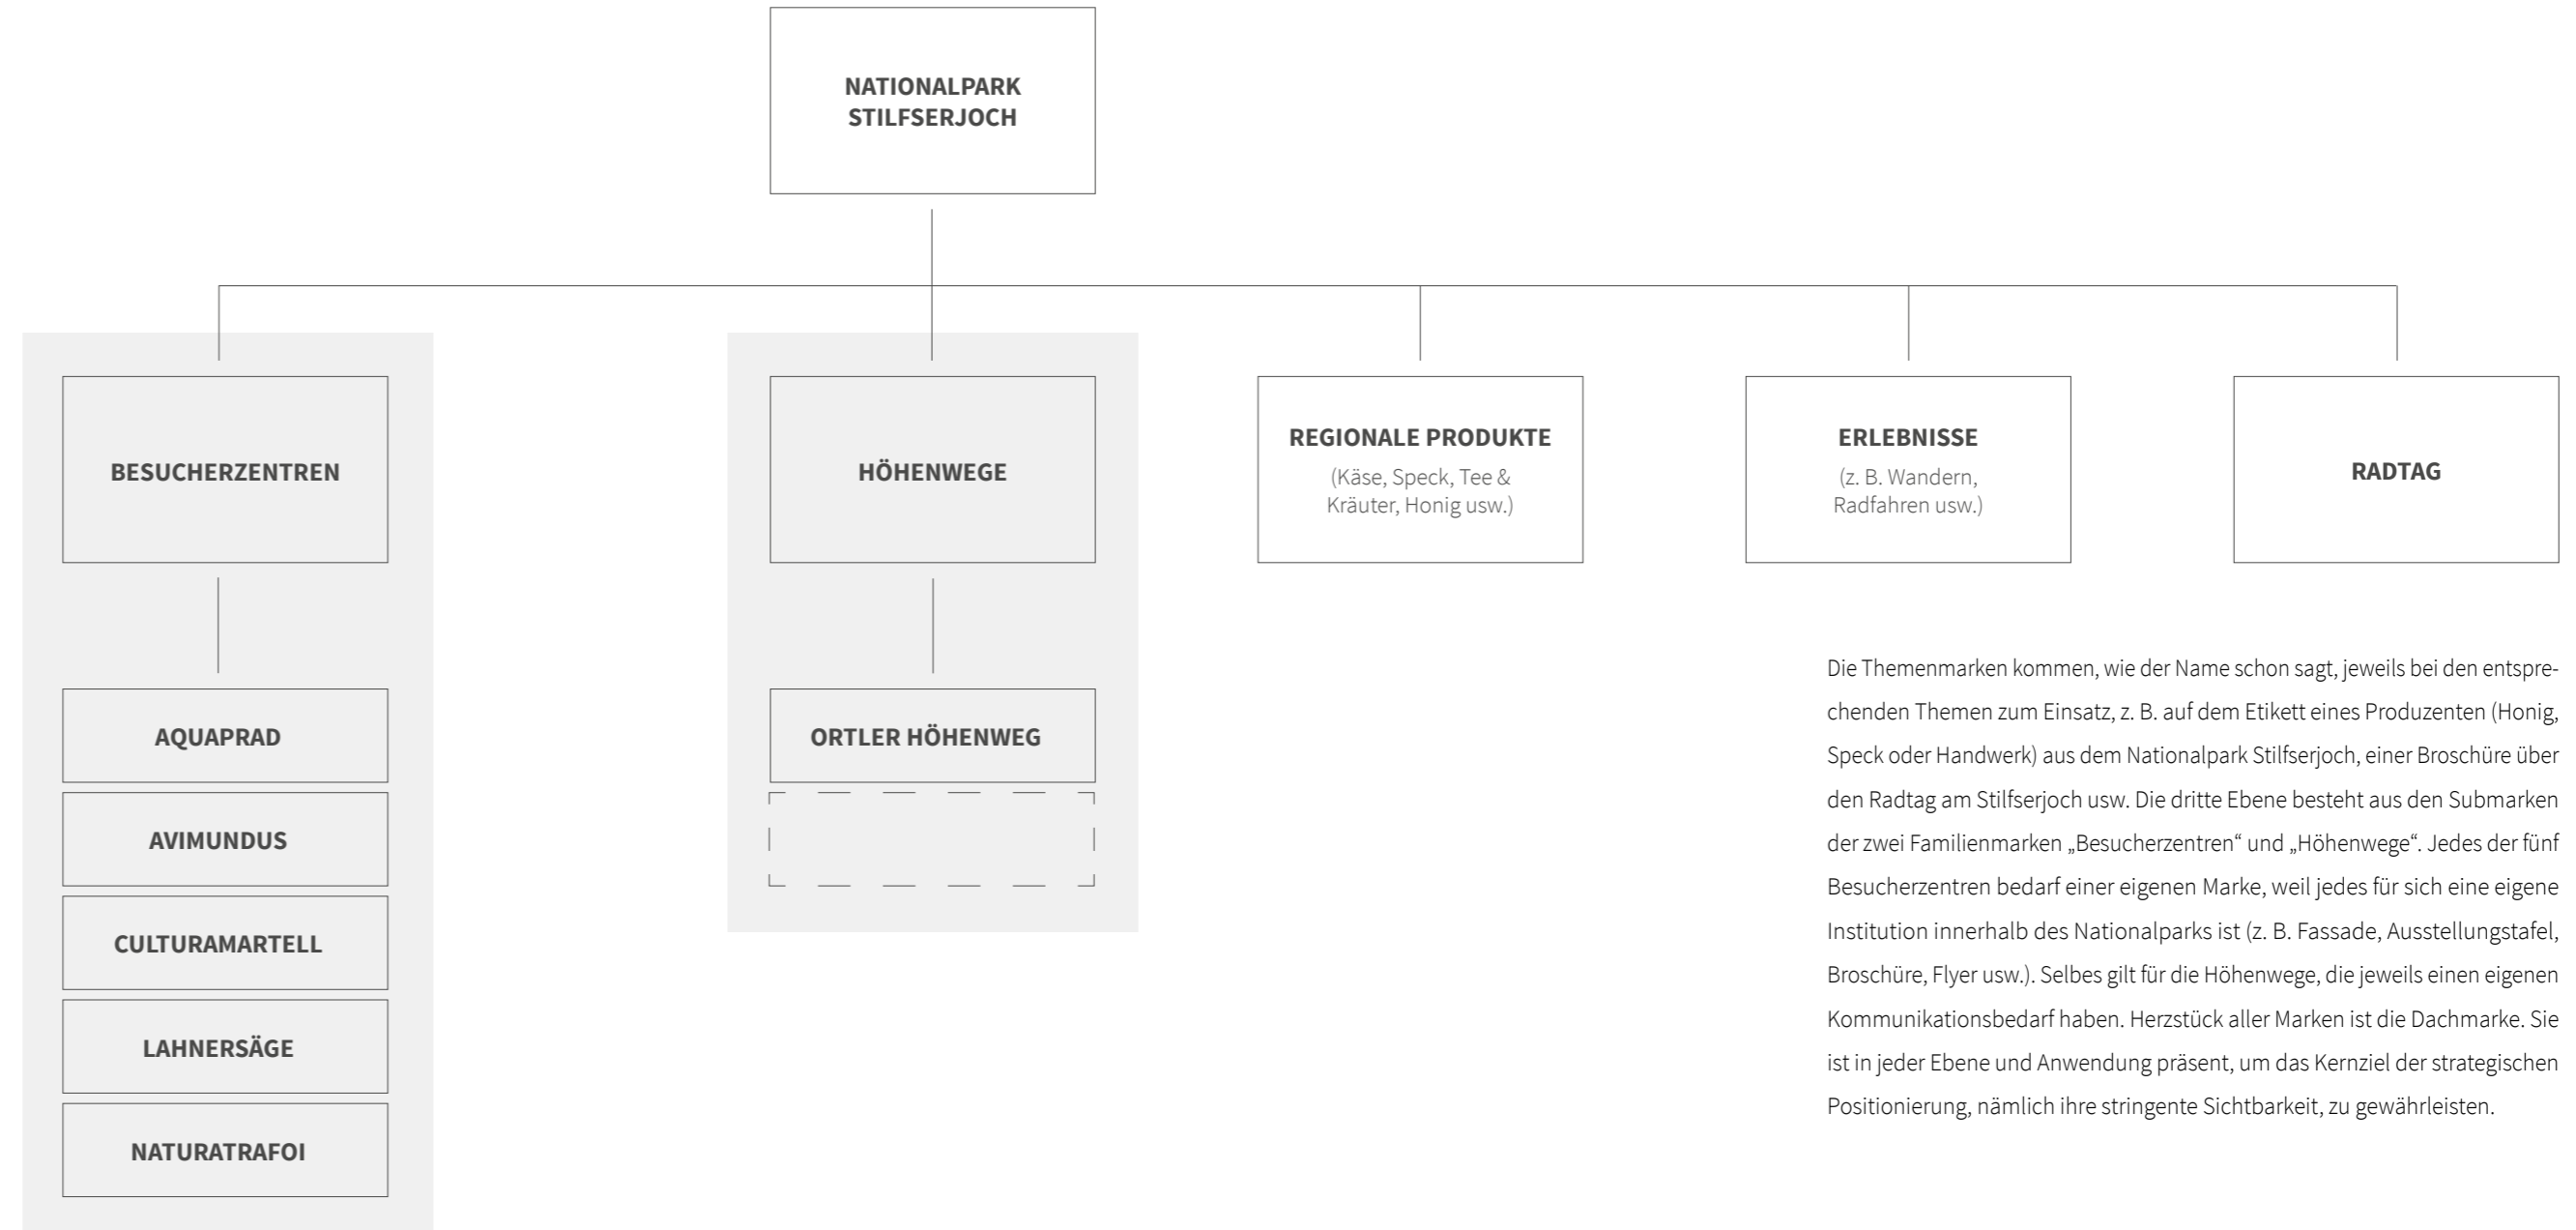 NATIONALPARK
STILFSERJOCH
BESUCHERZENTREN
AQUAPRAD
AVIMUNDUS
CULTURAMARTELL
LAHNERSÄGE
NATURATRAFOI
HÖHENWEGE
ORTLER HÖHENWEG
REGIONALE PRODUKTE
(Käse, Speck, Tee &
Kräuter, Honig usw.)
ERLEBNISSE
(z. B. Wandern,
Radfahren usw.)
RADTAG
Die Themenmarken kommen, wie der Name schon sagt, jeweils bei den entspre-
chenden Themen zum Einsatz, z. B. auf dem Etikett eines Produzenten (Honig,
Speck oder Handwerk) aus dem Nationalpark Stilfserjoch, einer Broschüre über
den Radtag am Stilfserjoch usw. Die dritte Ebene besteht aus den Submarken
der zwei Familienmarken „Besucherzentren“ und „Höhenwege“. Jedes der fünf
Besucherzentren bedarf einer eigenen Marke, weil jedes für sich eine eigene
Institution innerhalb des Nationalparks ist (z. B. Fassade, Ausstellungstafel,
Broschüre, Flyer usw.). Selbes gilt für die Höhenwege, die jeweils einen eigenen
Kommunikationsbedarf haben. Herzstück aller Marken ist die Dachmarke. Sie
ist in jeder Ebene und Anwendung präsent, um das Kernziel der strategischen
Positionierung, nämlich ihre stringente Sichtbarkeit, zu gewährleisten.